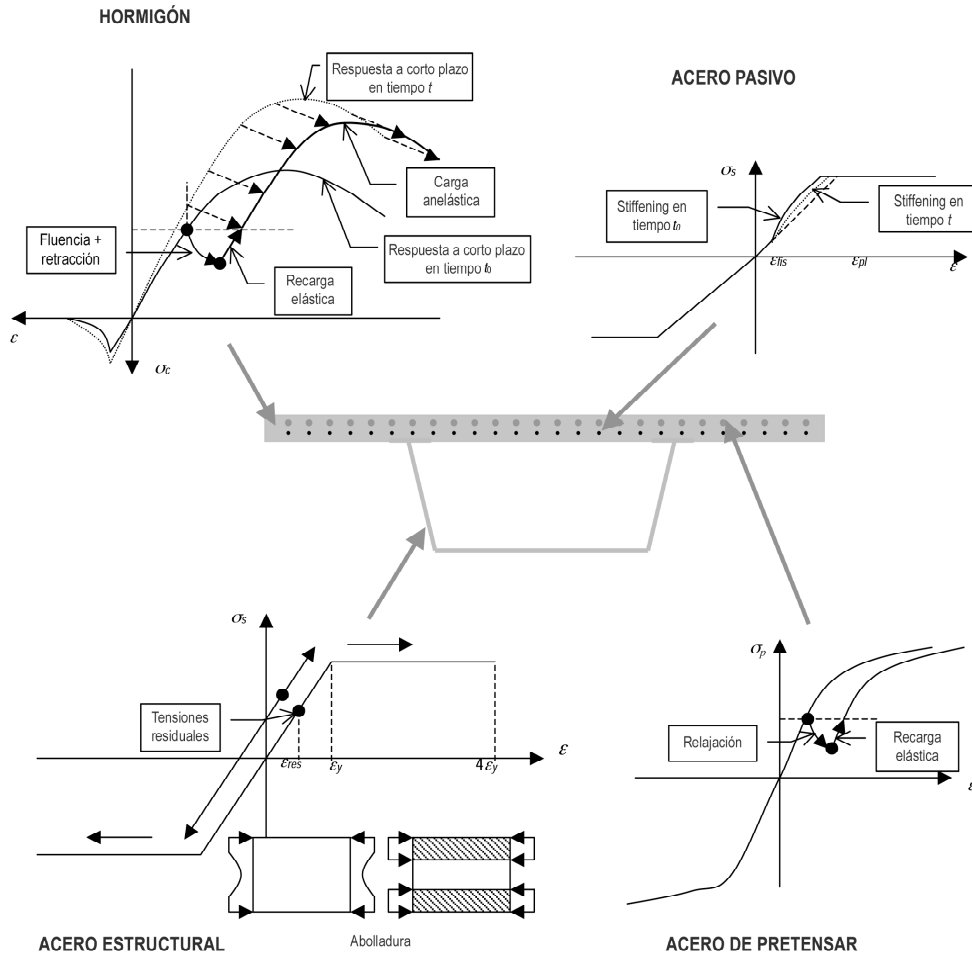 HORMIGÓN
Respuesta a corto plazo
en tiempo t
Carga
anelástica
Fluencia +
retracción
Respuesta a corto plazo
en tiempo t0
Recarga
elástica
ε
σc
ACERO PASIVO
σs
Stiffening en
tiempo t0
Stiffening en
tiempo t
εfis
εpl
ε
σs
Tensiones
residuales
εres
εy
4εy
ε
Abolladura
ACERO ESTRUCTURAL
σp
Relajación
Recarga
elástica
ε
ACERO DE PRETENSAR